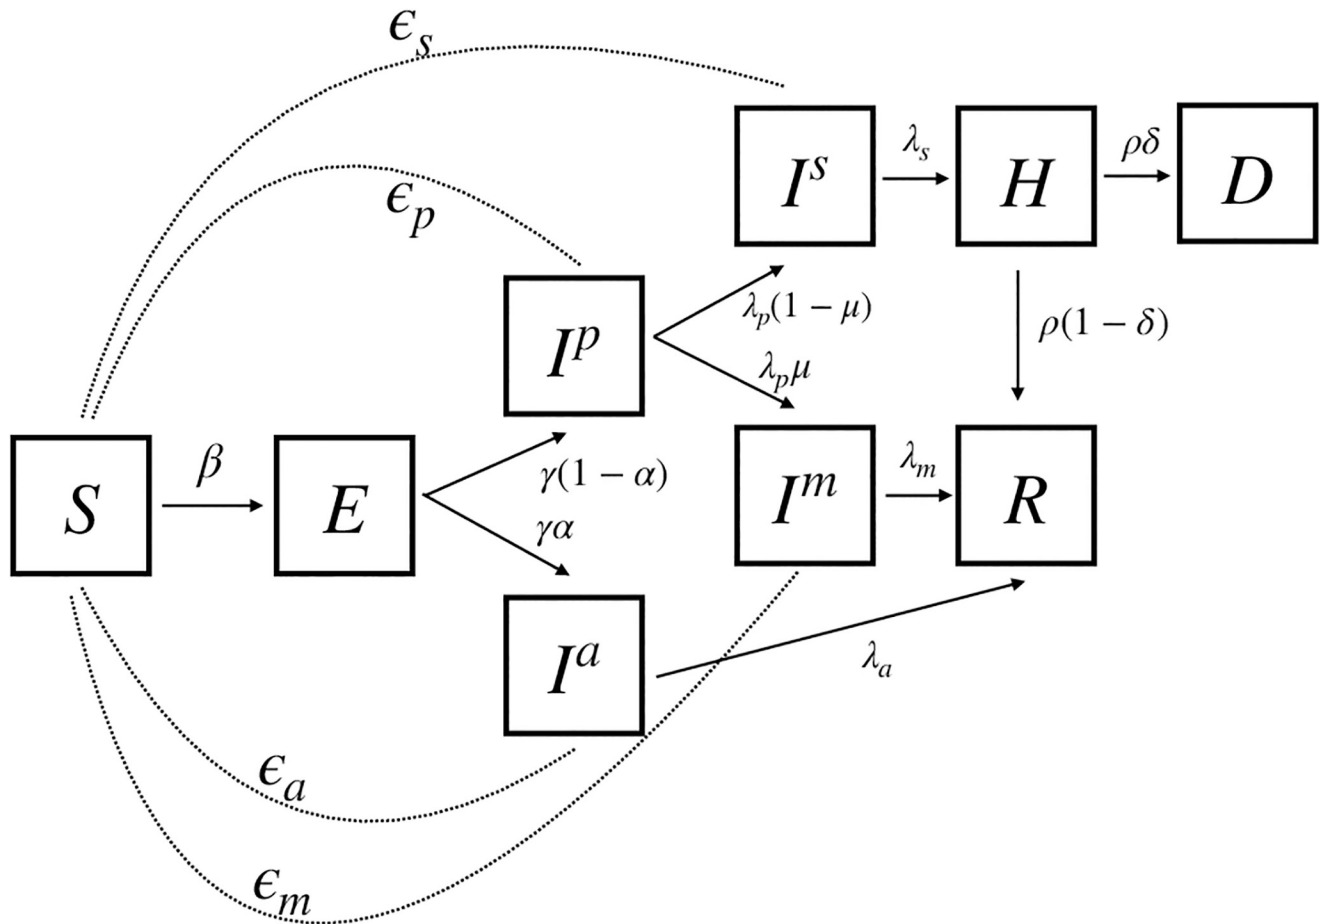 ϵₛ
Iˢ
λₛ
H
ρδ
D
ϵₚ
Iᵖ
λₚ(1 − μ)
ρ(1 − δ)
λₚμ
S
β
E
γ(1 − α)
γα
Iᵐ
λₘ
R
Iᵃ
λₐ
ϵₐ
ϵₘ